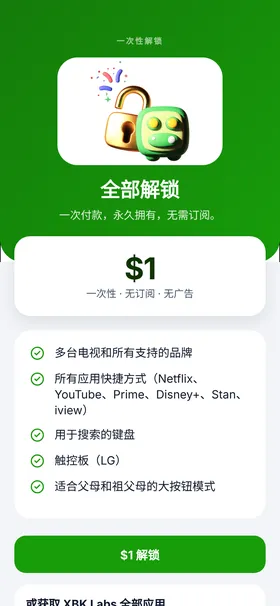 一次性解锁
全部解锁
一次付款，永久拥有，无需订阅。
$1
一次性 · 无订阅 · 无广告
多台电视和所有支持的品牌
所有应用快捷方式（Netflix、
YouTube、Prime、Disney+、Stan、
iview）
用于搜索的键盘
触控板（LG）
适合父母和祖父母的大按钮模式
$1 解锁
或获取 XBK Labs 全部应用